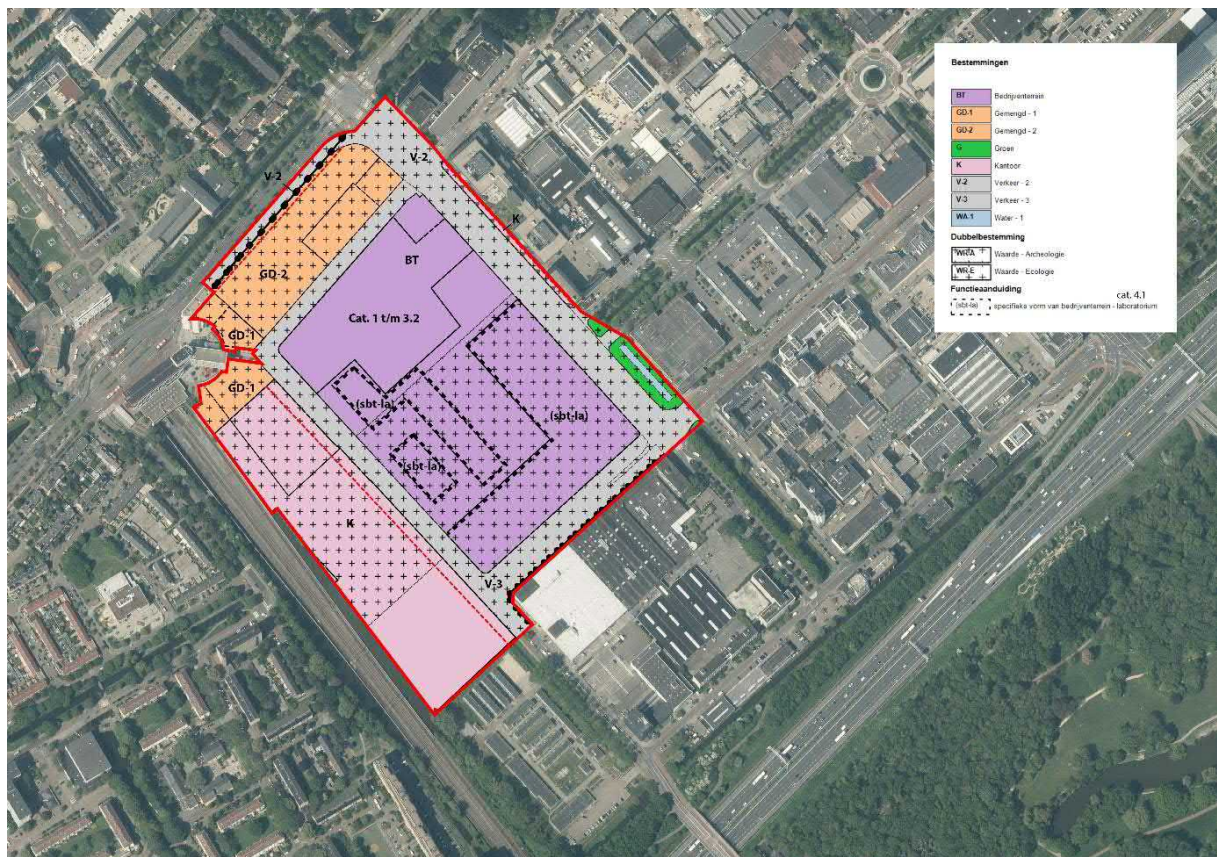 Bestemmingen
BT Bedrijventerrein
GD-1 Gemengd - 1
GD-2 Gemengd - 2
G Groen
K Kantoor
V-2 Verkeer - 2
V-3 Verkeer - 3
WA-1 Water - 1
Dubbelbestemming
WR-A Waarde - Archeologie
WR-E Waarde - Ecologie
Functieaanduiding
cat. 4.1
(sbt-la) specifieke vorm van bedrijventerrein - laboratorium
V-2
V-2
K
BT
GD-2
Cat. 1 t/m 3.2
GD-1
GD-1
(sbt-la)
(sbt-la)
(sbt-la)
K
V-3